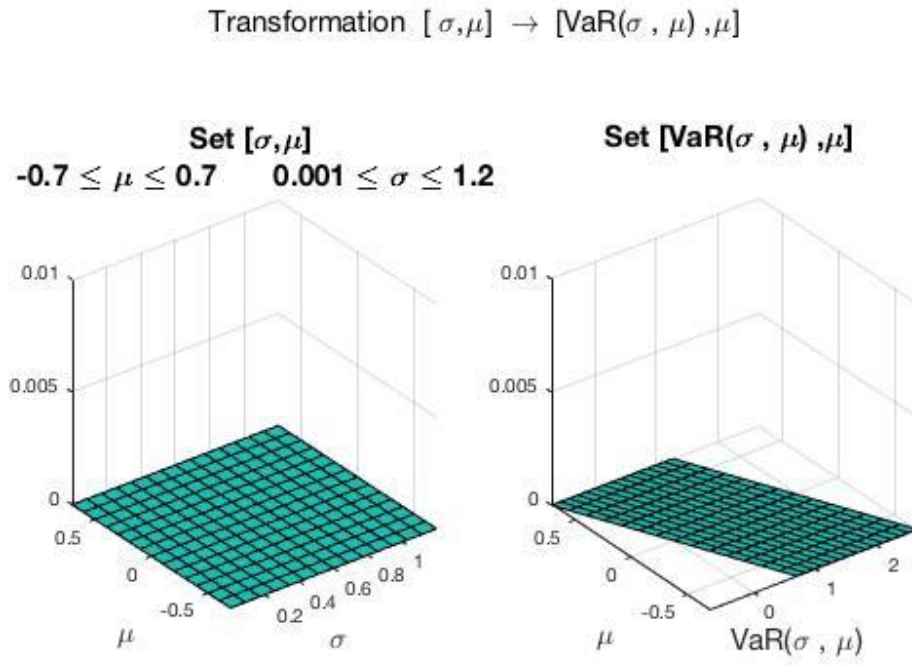 Transformation [ σ,μ] → [VaR(σ , μ) ,μ]
Set [σ,μ]
-0.7 ≤ μ ≤ 0.7 0.001 ≤ σ ≤ 1.2
0.01
0.005
0
0.5
0
-0.5
μ
0.2
0.4
0.6
0.8
1
σ
Set [VaR(σ , μ) ,μ]
0.01
0.005
0
0.5
0
-0.5
μ
0
1
2
VaR(σ , μ)